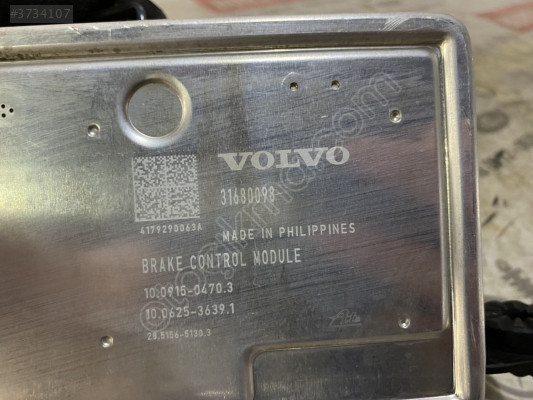 #3734107
VOLVO
31680098
4179290063A
MADE IN PHILIPPINES
BRAKE CONTROL MODULE
10.0915-0470.3
10.0625-3639.1
28.5156-5130.3
Ate